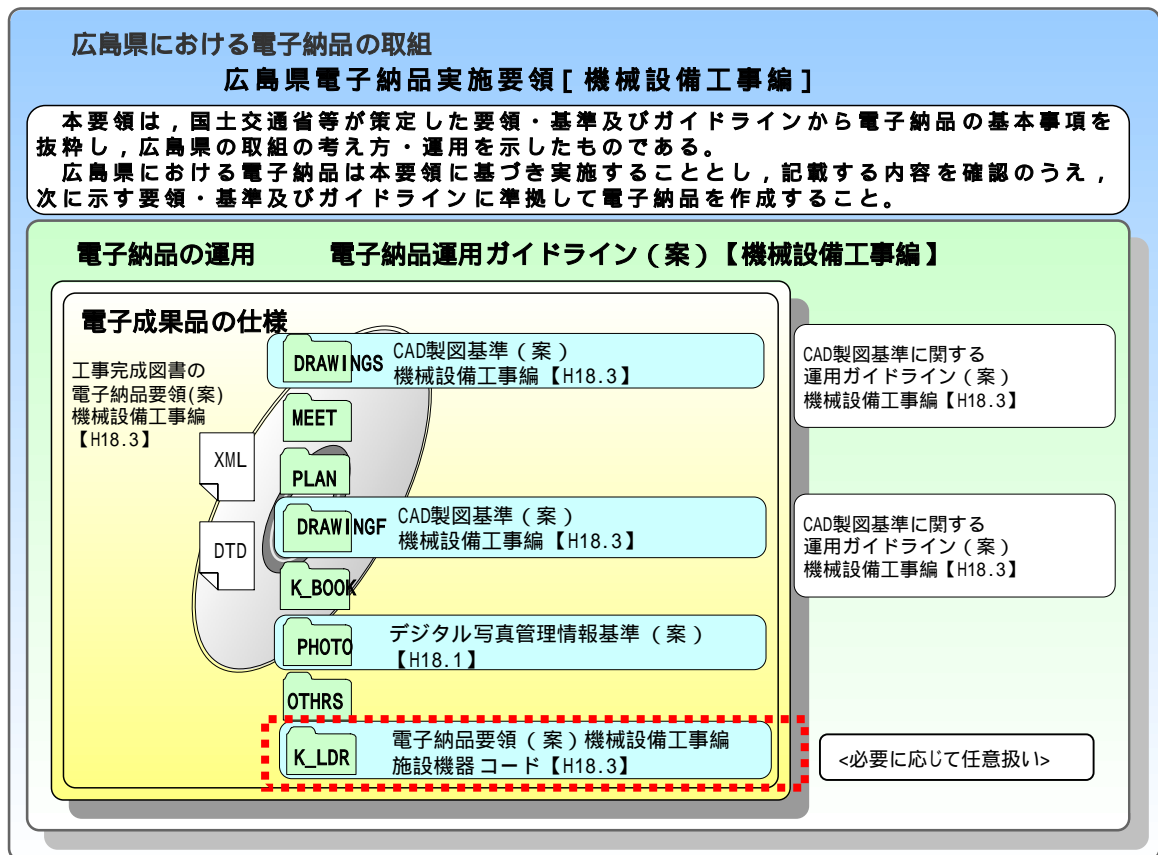 広島県における電子納品の取組
広島県電子納品実施要領[機械設備工事編]
本要領は，国土交通省等が策定した要領・基準及びガイドラインから電子納品の基本事項を
抜粋し，広島県の取組の考え方・運用を示したものである。
広島県における電子納品は本要領に基づき実施することとし，記載する内容を確認のうえ，
次に示す要領・基準及びガイドラインに準拠して電子納品を作成すること。
電子納品の運用　電子納品運用ガイドライン（案）【機械設備工事編】
電子成果品の仕様
工事完成図書の
電子納品要領(案)
機械設備工事編
【H18.3】
XML
DTD
DRAWINGS
CAD製図基準（案）
機械設備工事編【H18.3】
CAD製図基準に関する
運用ガイドライン（案）
機械設備工事編【H18.3】
MEET
PLAN
DRAWINGF
CAD製図基準（案）
機械設備工事編【H18.3】
CAD製図基準に関する
運用ガイドライン（案）
機械設備工事編【H18.3】
K_BOOK
PHOTO
デジタル写真管理情報基準（案）
【H18.1】
OTHRS
K_LDR
電子納品要領（案）機械設備工事編
施設機器コード【H18.3】
<必要に応じて任意扱い>